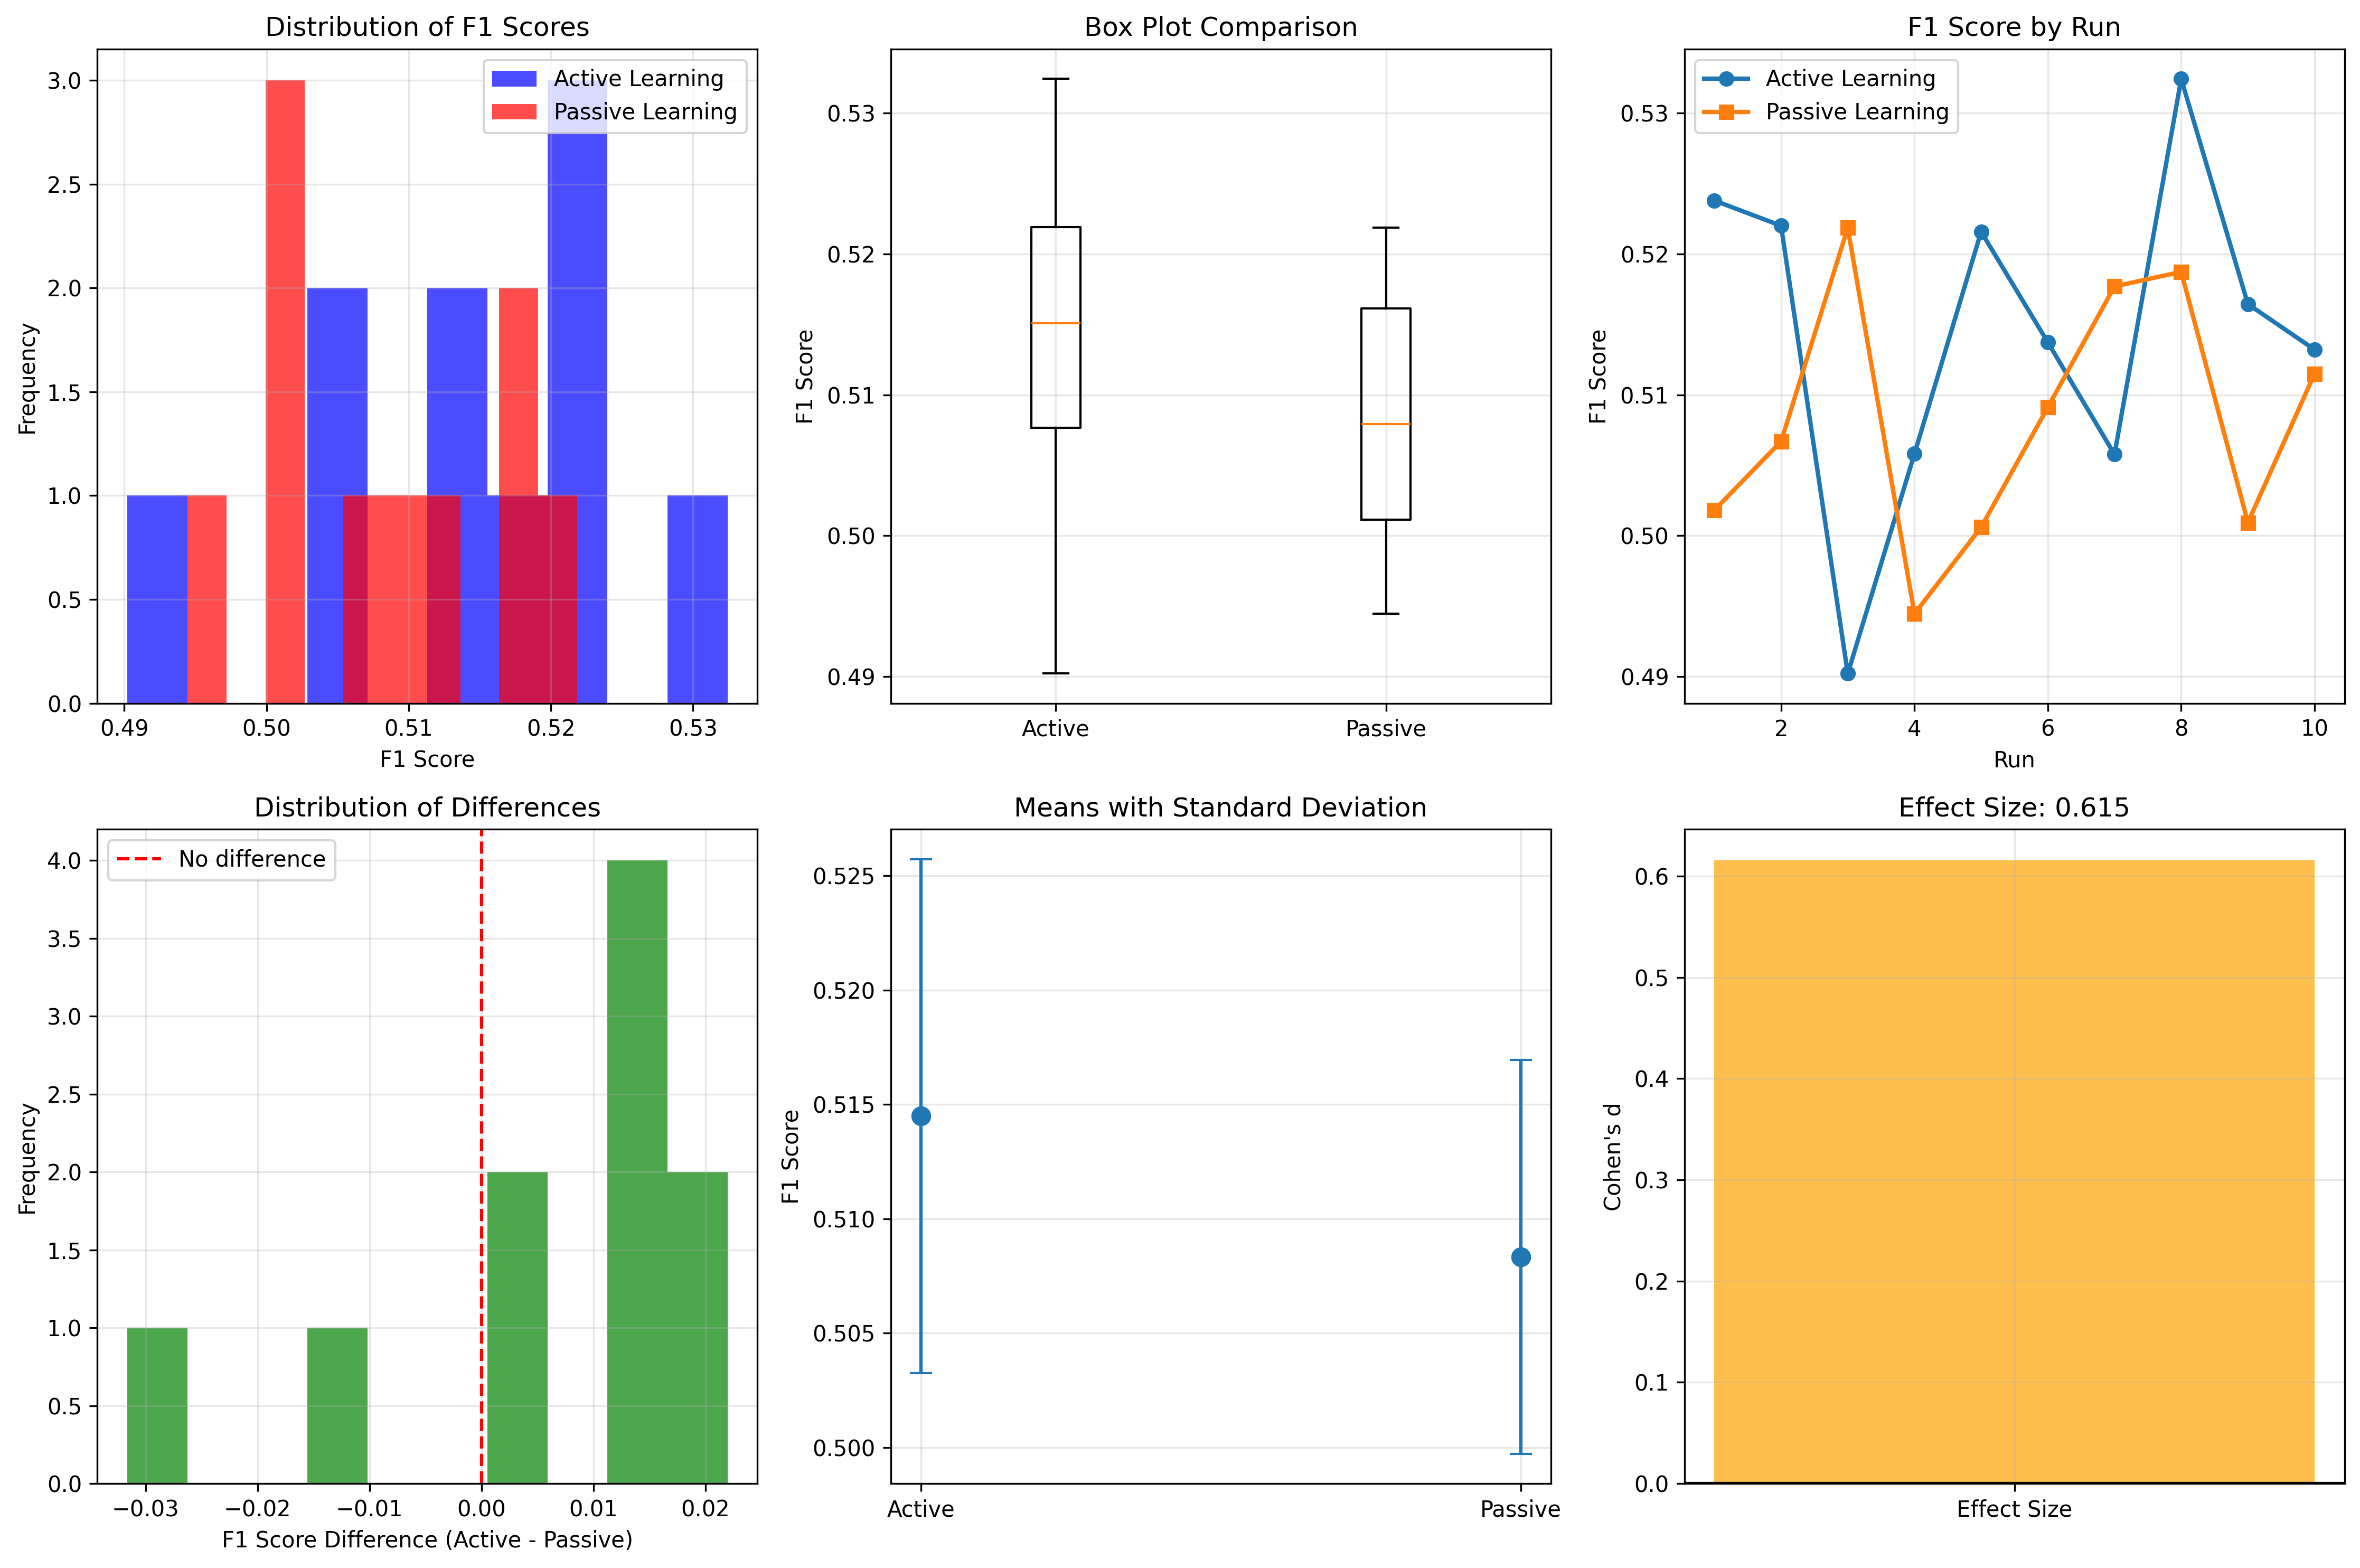 Distribution of F1 Scores
Active Learning
Passive Learning
Frequency
3.0
2.5
2.0
1.5
1.0
0.5
0.0
0.49 0.50 0.51 0.52 0.53
F1 Score
Box Plot Comparison
F1 Score
0.53
0.52
0.51
0.50
0.49
Active Passive
F1 Score by Run
Active Learning
Passive Learning
F1 Score
0.53
0.52
0.51
0.50
0.49
2 4 6 8 10
Run
Distribution of Differences
No difference
Frequency
4.0
3.5
3.0
2.5
2.0
1.5
1.0
0.5
0.0
−0.03 −0.02 −0.01 0.00 0.01 0.02
F1 Score Difference (Active - Passive)
Means with Standard Deviation
F1 Score
0.525
0.520
0.515
0.510
0.505
0.500
Active Passive
Effect Size: 0.615
Cohen's d
0.6
0.5
0.4
0.3
0.2
0.1
0.0
Effect Size